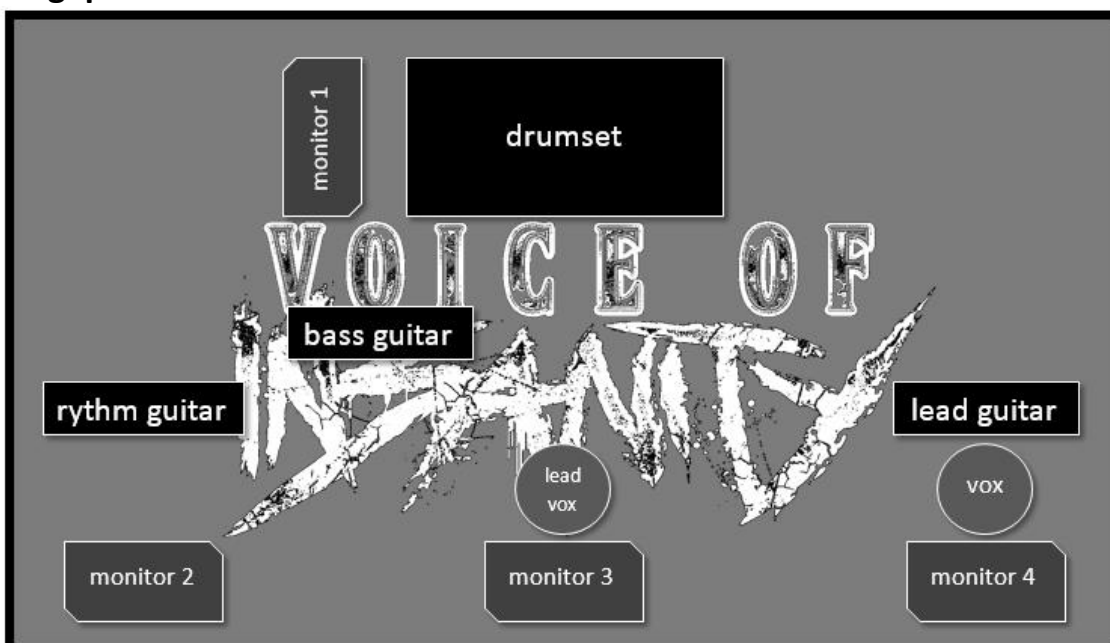 monitor 1
drumset
VOICE OF
INSANITY
bass guitar
rythm guitar
lead guitar
lead
vox
vox
monitor 2
monitor 3
monitor 4